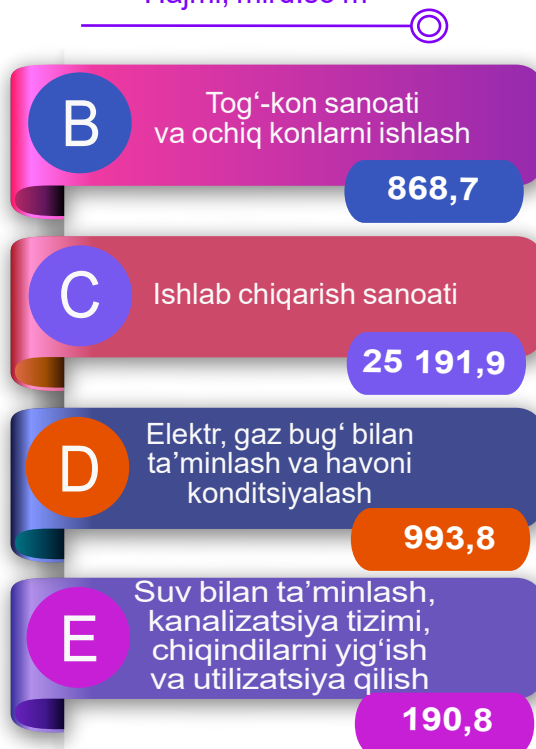 B
Tog‘-kon sanoati
va ochiq konlarni ishlash
868,7
C
Ishlab chiqarish sanoati
25 191,9
D
Elektr, gaz bug‘ bilan
ta’minlash va havoni
konditsiyalash
993,8
E
Suv bilan ta’minlash,
kanalizatsiya tizimi,
chiqindilarni yig‘ish
va utilizatsiya qilish
190,8